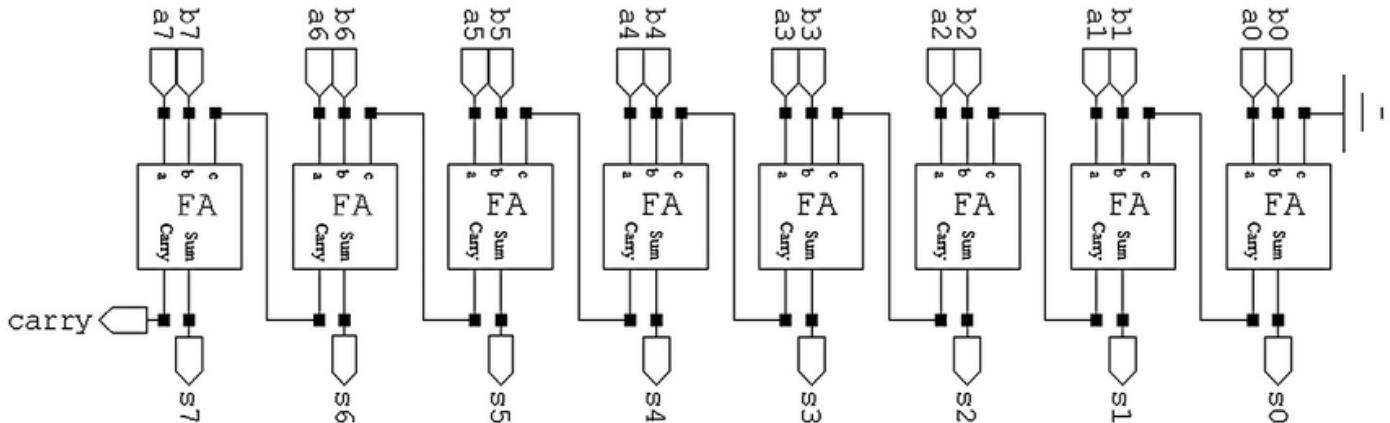 a7 b7 a6 b6 a5 b5 a4 b4 a3 b3 a2 b2 a1 b1 a0 b0
a b c a b c a b c a b c a b c a b c a b c a b c
FA FA FA FA FA FA FA FA
Carry Sum Carry Sum Carry Sum Carry Sum Carry Sum Carry Sum Carry Sum Carry Sum
carry
s7 s6 s5 s4 s3 s2 s1 s0